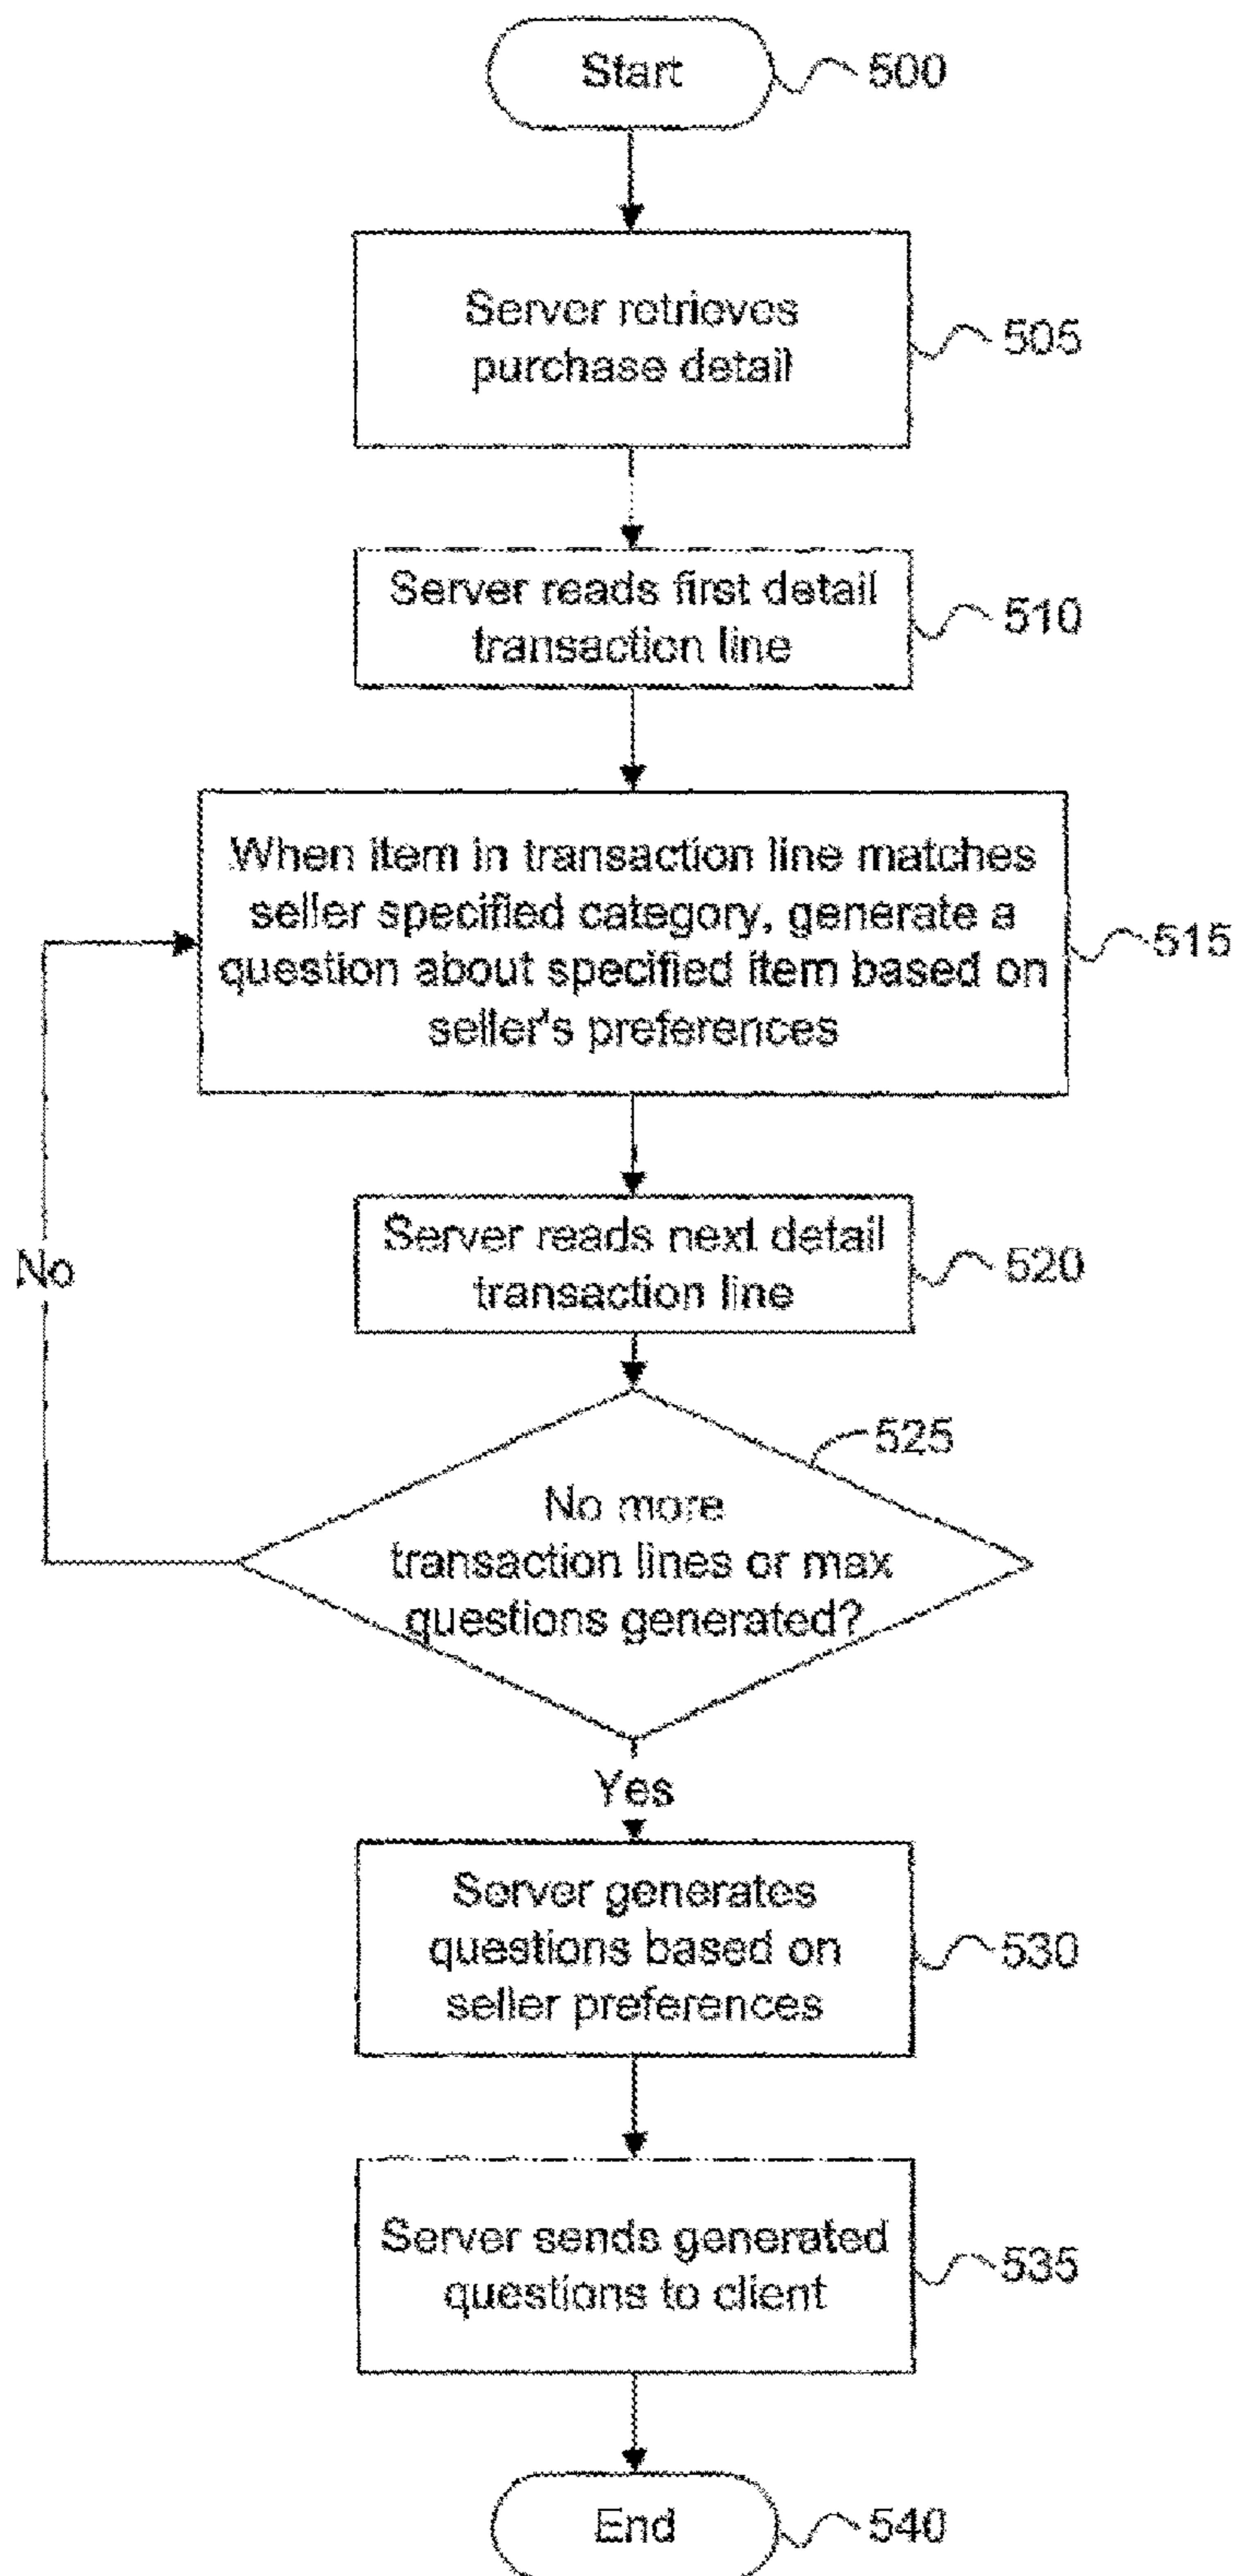 Start
500
Server retrieves
purchase detail
505
Server reads first detail
transaction line
510
When item in transaction line matches
seller specified category, generate a
question about specified item based on
seller's preferences
515
Server reads next detail
transaction line
520
No
525
No more
transaction lines or max
questions generated?
Yes
Server generates
questions based on
seller preferences
530
Server sends generated
questions to client
535
End
540